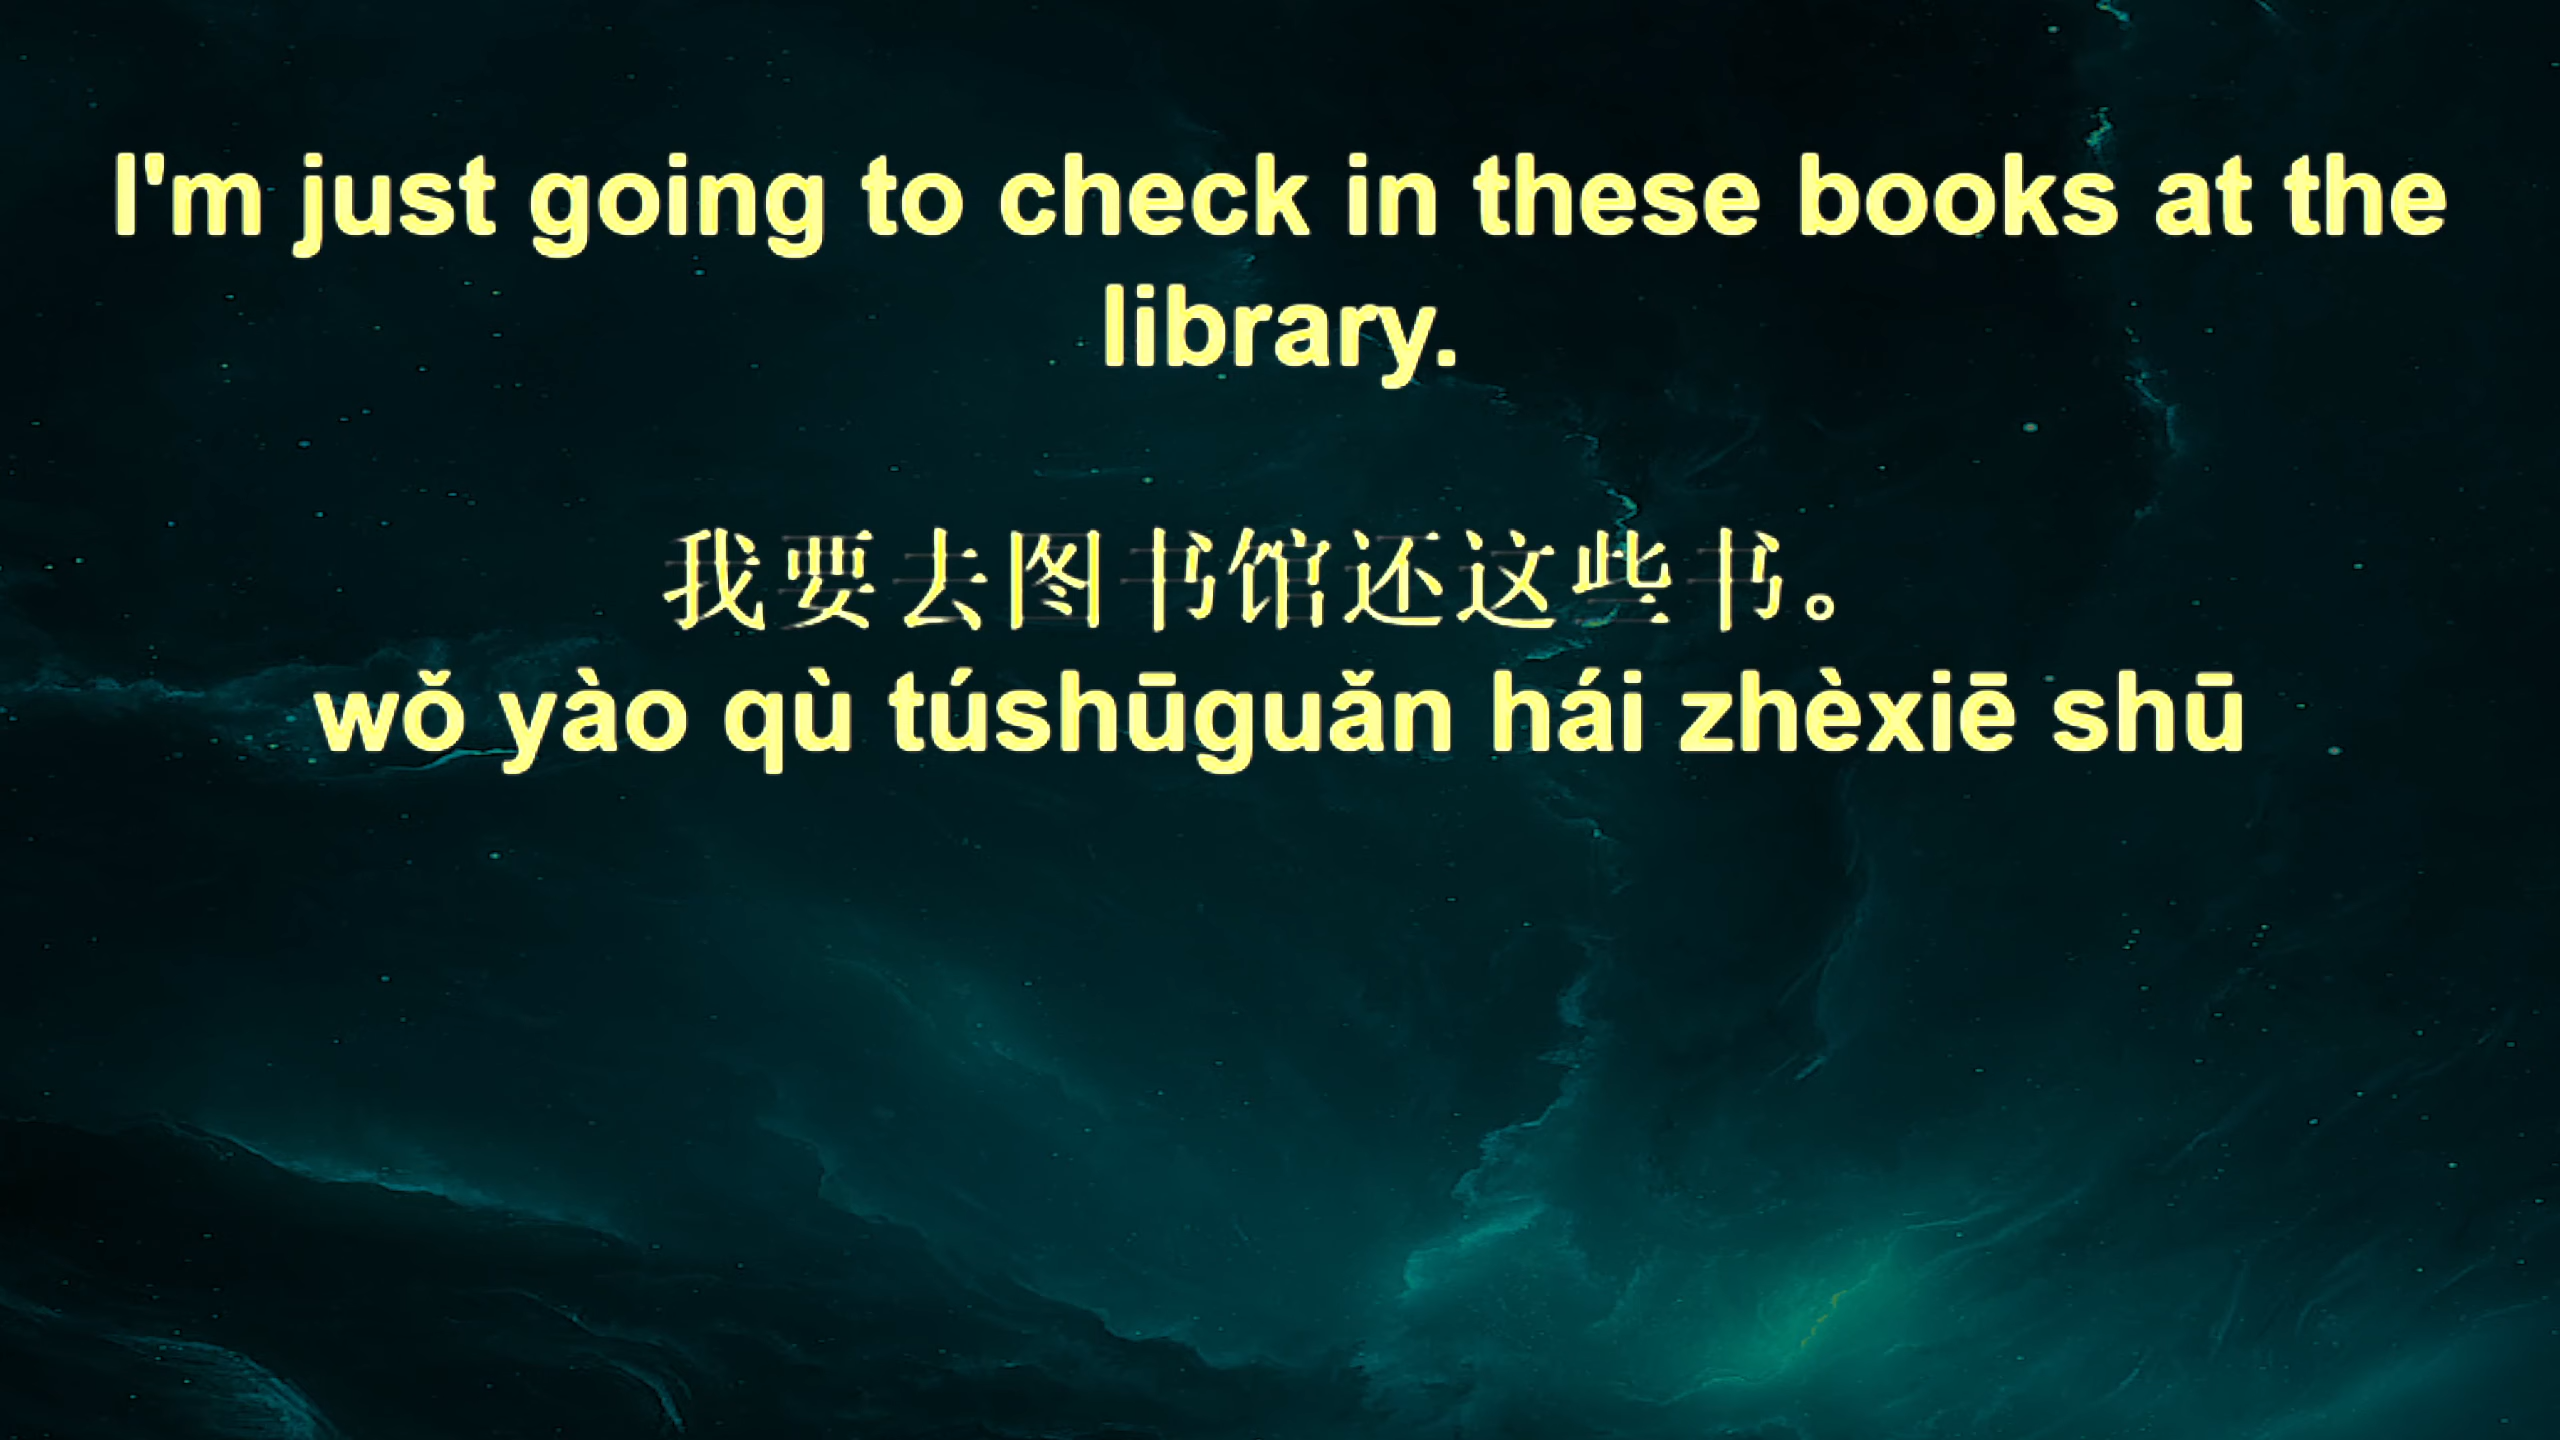 I'm just going to check in these books at the
library.
我要去图书馆还这些书。
wǒ yào qù túshūguǎn hái zhèxiē shū